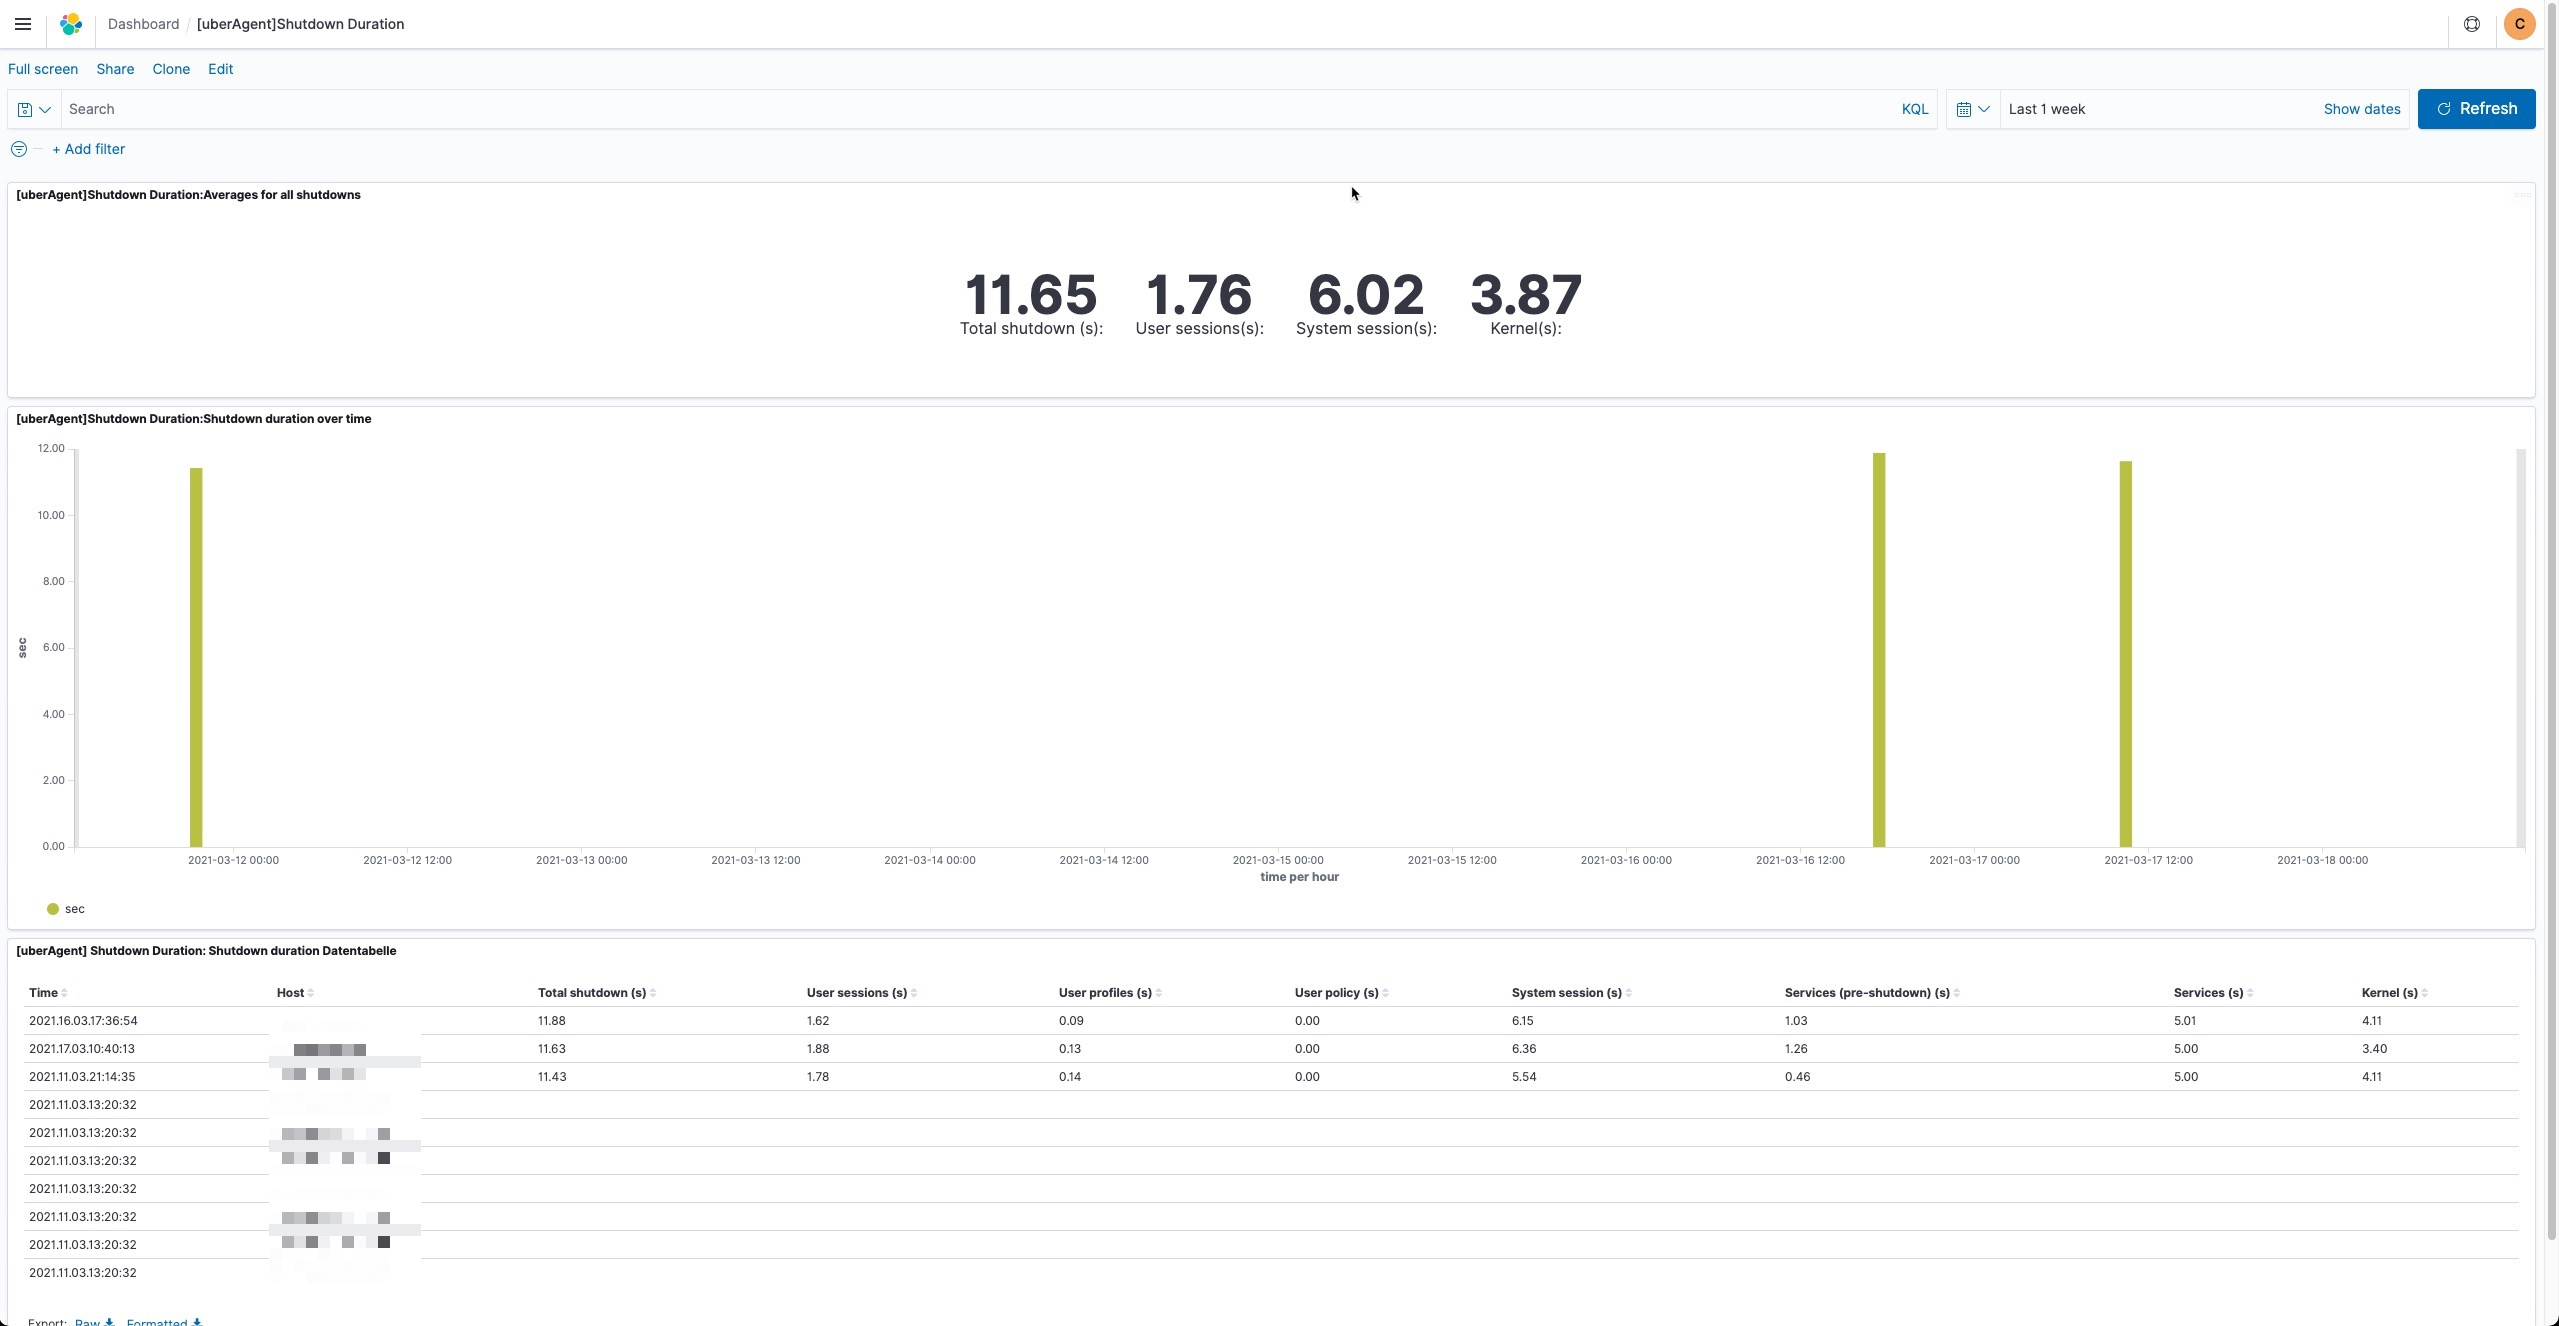 Dashboard / [uberAgent]Shutdown Duration C
Full screen Share Clone Edit
Search KQL Last 1 week Show dates Refresh
+ Add filter
[uberAgent]Shutdown Duration:Averages for all shutdowns
11.65 1.76 6.02 3.87
Total shutdown (s): User sessions(s): System session(s): Kernel(s):
[uberAgent]Shutdown Duration:Shutdown duration over time
12.00
10.00
8.00
6.00
4.00
2.00
0.00
sec
2021-03-12 00:00 2021-03-12 12:00 2021-03-13 00:00 2021-03-13 12:00 2021-03-14 00:00 2021-03-14 12:00 2021-03-15 00:00 2021-03-15 12:00 2021-03-16 00:00 2021-03-16 12:00 2021-03-17 00:00 2021-03-17 12:00 2021-03-18 00:00
time per hour
sec
[uberAgent] Shutdown Duration: Shutdown duration Datentabelle
Time Host Total shutdown (s) User sessions (s) User profiles (s) User policy (s) System session (s) Services (pre-shutdown) (s) Services (s) Kernel (s)
2021.16.03.17:36:54 11.88 1.62 0.09 0.00 6.15 1.03 5.01 4.11
2021.17.03.10:40:13 11.63 1.88 0.13 0.00 6.36 1.26 5.00 3.40
2021.11.03.21:14:35 11.43 1.78 0.14 0.00 5.54 0.46 5.00 4.11
2021.11.03.13:20:32
2021.11.03.13:20:32
2021.11.03.13:20:32
2021.11.03.13:20:32
2021.11.03.13:20:32
2021.11.03.13:20:32
2021.11.03.13:20:32
Export: Raw Formatted